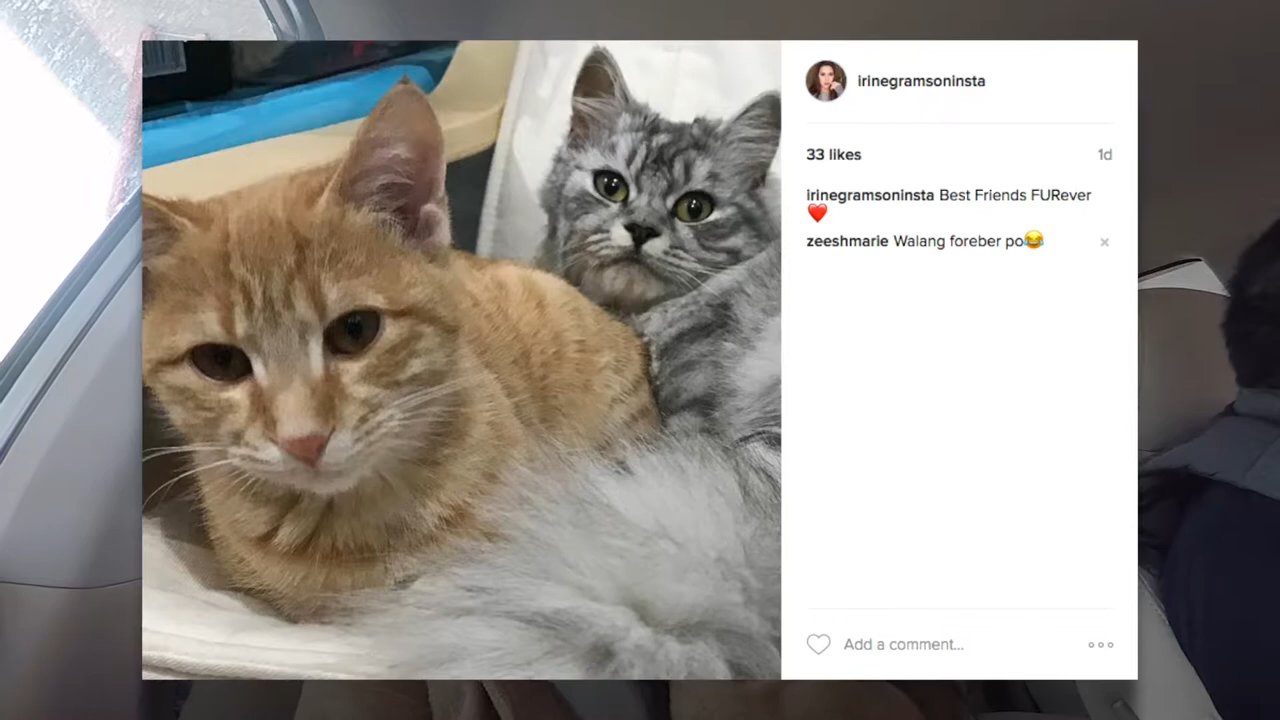 irinegramsoninsta
33 likes
1d
irinegramsoninsta Best Friends FURever
❤️
zeeshmarie Walang foreber po😂
Add a comment...